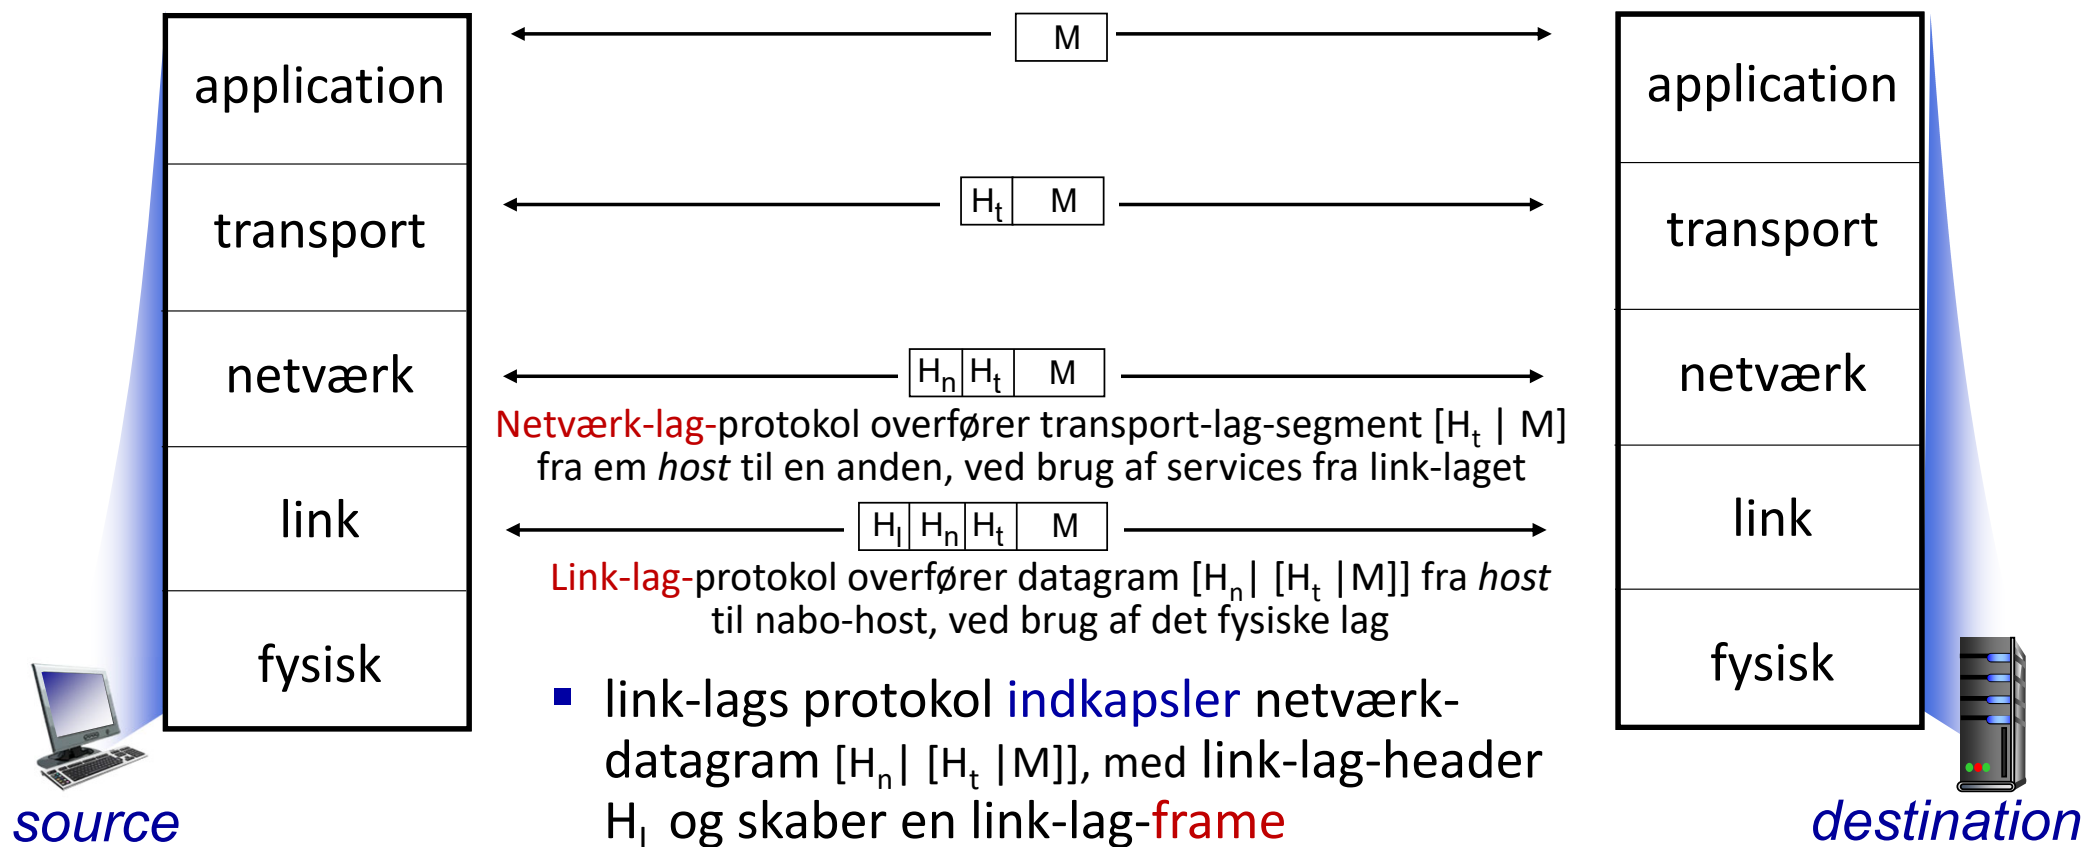 application
M
application
transport
Ht M
transport
netværk
Hn Ht M
netværk
Netværk-lag-protokol overfører transport-lag-segment [Ht | M]
fra em host til en anden, ved brug af services fra link-laget
link
Hl Hn Ht M
link
Link-lag-protokol overfører datagram [Hn| [Ht |M]] fra host
til nabo-host, ved brug af det fysiske lag
fysisk
fysisk
▪ link-lags protokol indkapsler netværk-
datagram [Hn| [Ht |M]], med link-lag-header
Hl og skaber en link-lag-frame
source
destination